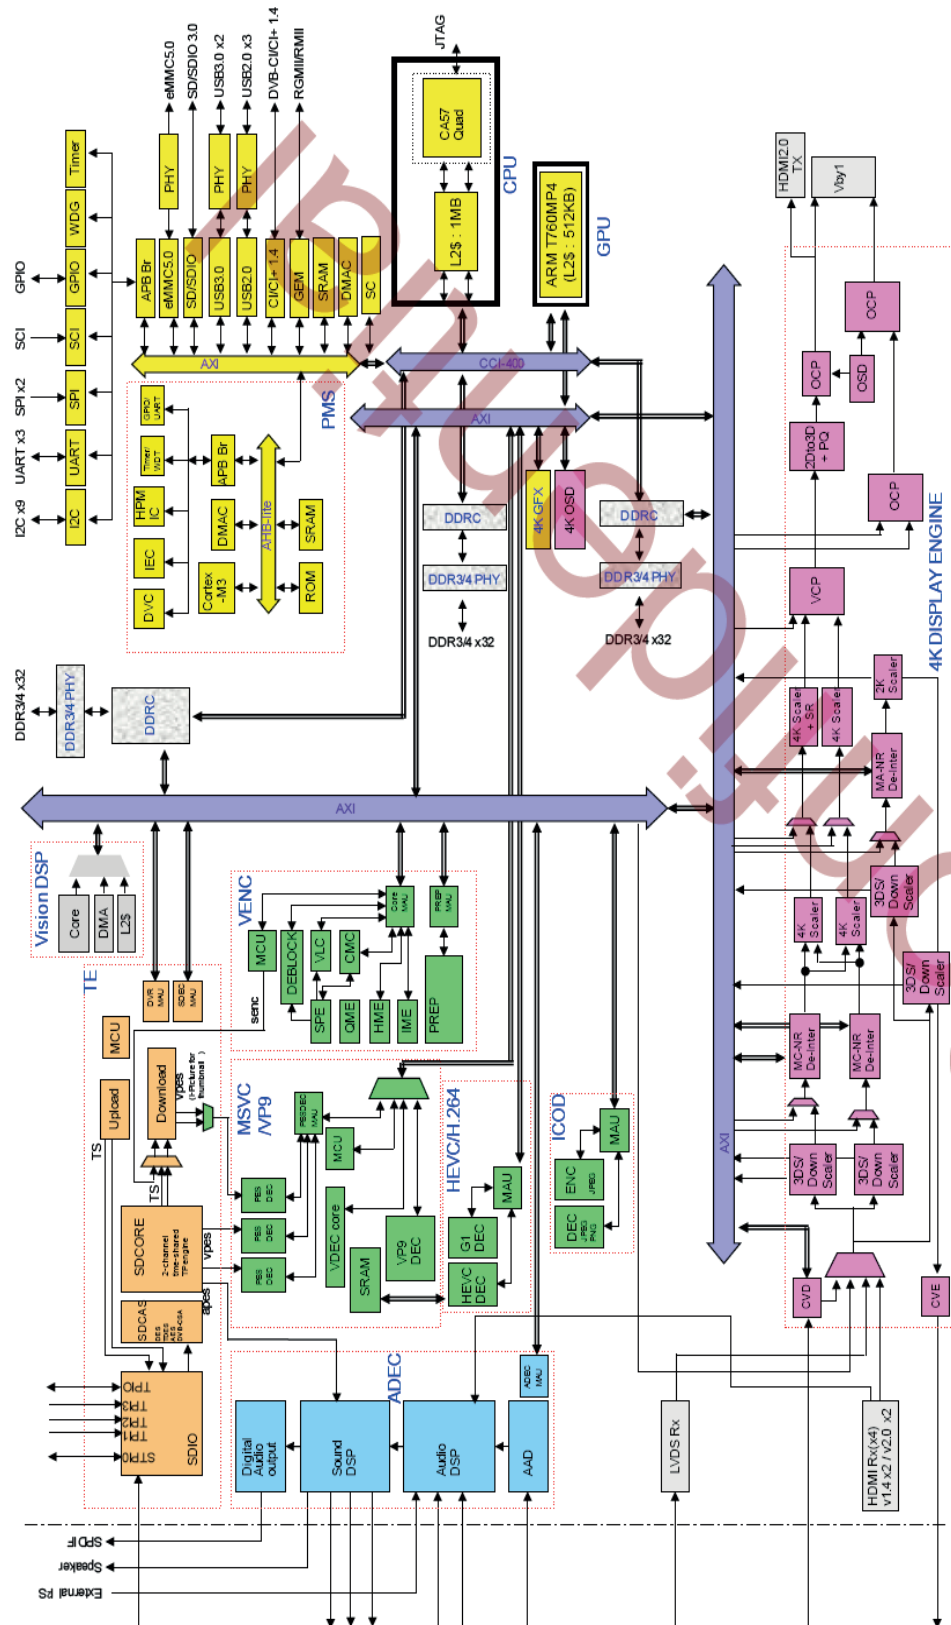 JTAG
eMMC5.0
SD/SDIO 3.0
USB3.0 x2
USB2.0 x3
DVB-CI/CI+ 1.4
RGMII/RMII
PHY
PHY
PHY
APB Br
eMMC5.0
SD/SDIO
USB3.0
USB2.0
CI/CI+ 1.4
GEM
SRAM
DMAC
SC
Timer
WDG
GPIO
SCI
SPI
UART
I2C
GPIO
SCI
SPI x2
UART x3
I2C x9
CA57
Quad
L2$ : 1MB
CPU
ARM T760MP4
(L2$ : 512KB)
GPU
AXI
CCI-400
AXI
PMS
GPIO/
UART
Timer
WDT
HPM
IC
IEC
DVC
APB Br
DMAC
Cortex
-M3
AHB-lite
SRAM
ROM
DDRC
DDR3/4 PHY
DDR3/4 x32
4K GFX
4K OSD
DDRC
DDR3/4 PHY
DDR3/4 x32
DDR3/4 x32
DDR3/4 PHY
DDRC
AXI
HDMI2.0
TX
Vby1
OCP
OCP
OSD
2Dto3D
+ PQ
OCP
VCP
4K Scaler
+ SR
4K Scaler
2K
Scaler
MA-NR
De-Inter
4K
Scaler
4K
Scaler
3DS/
Down
Scaler
3DS/
Down
Scaler
MC-NR
De-Inter
MC-NR
De-Inter
3DS/
Down
Scaler
3DS/
Down
Scaler
CVD
CVE
4K DISPLAY ENGINE
AXI
Vision DSP
Core
DMA
L2$
TE
DVR
MAU
SDEC
MAU
MCU
Upload
Download
vpes
(I-Picture for
thumbnail )
TS
TS
SDCORE
2-channel
time-shared
TP engine
vpes
apes
SDCAS
DES
TDES
AES
DVB-CSA
TPIO
TPI3
TPI2
TPI1
STPI0
SDIO
VENC
senc
MCU
DEBLOCK
VLC
CMC
Core
MAU
PREP
MAU
SPE
QME
HME
IME
PREP
MSVC
/VP9
PESDEC
MAU
MCU
PES
DEC
PES
DEC
PES
DEC
VDEC core
SRAM
VP9
DEC
HEVC/H.264
MAU
G1
DEC
HEVC
DEC
ICOD
MAU
ENC
JPEG
DEC
JPEG
PNG
ADEC
ADEC
MAU
Digital
Audio
output
Sound
DSP
Audio
DSP
AAD
LVDS Rx
HDMI Rx(x4)
v1.4 x2 / v2.0 x2
SPDIF
Speaker
External I²S